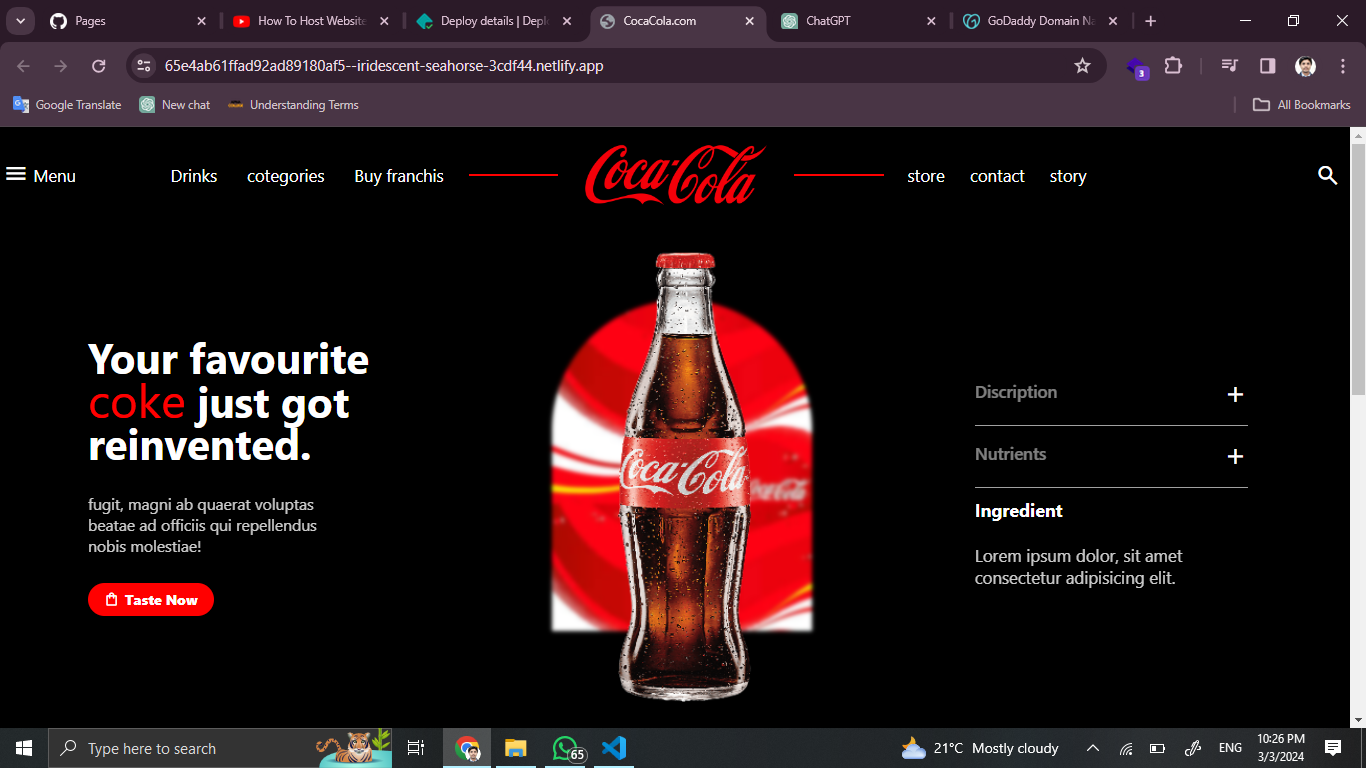 Pages
How To Host Website
Deploy details | Depl
CocaCola.com
ChatGPT
GoDaddy Domain Na
65e4ab61ffad92ad89180af5--iridescent-seahorse-3cdf44.netlify.app
3
Google Translate
New chat
Understanding Terms
All Bookmarks
Menu
Drinks
cotegories
Buy franchis
Coca-Cola
store
contact
story
Your favourite
coke just got
reinvented.
fugit, magni ab quaerat voluptas
beatae ad officiis qui repellendus
nobis molestiae!
Taste Now
Coca-Cola
Coca-Cola
Discription
Nutrients
Ingredient
Lorem ipsum dolor, sit amet
consectetur adipisicing elit.
Type here to search
65
21°C Mostly cloudy
ENG
10:26 PM
3/3/2024